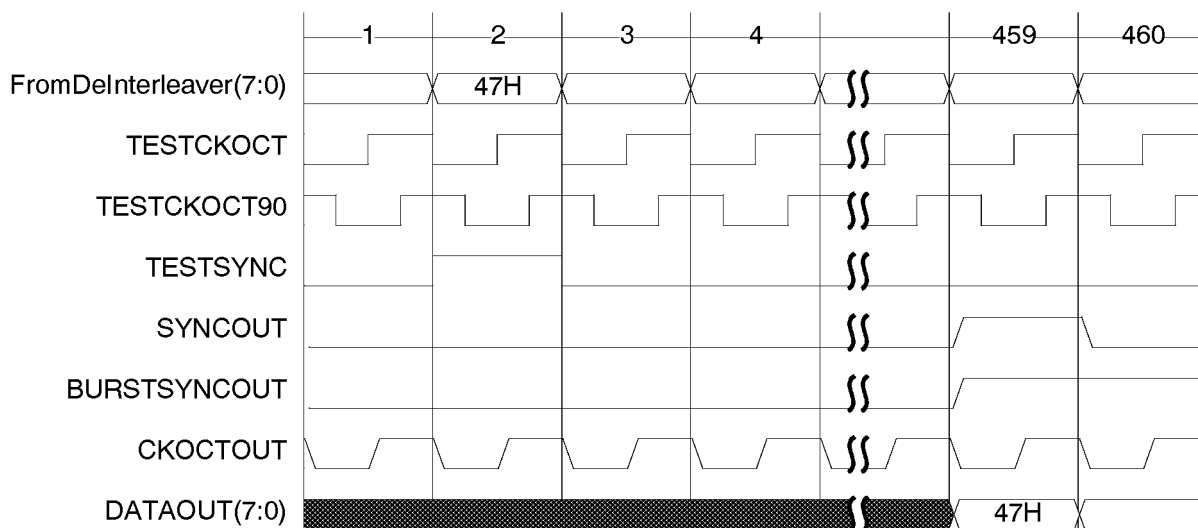 1 2 3 4 459 460
FromDeInterleaver(7:0) 47H
TESTCKOCT
TESTCKOCT90
TESTSYNC
SYNCOUT
BURSTSYNCOUT
CKOCTOUT
DATAOUT(7:0) 47H